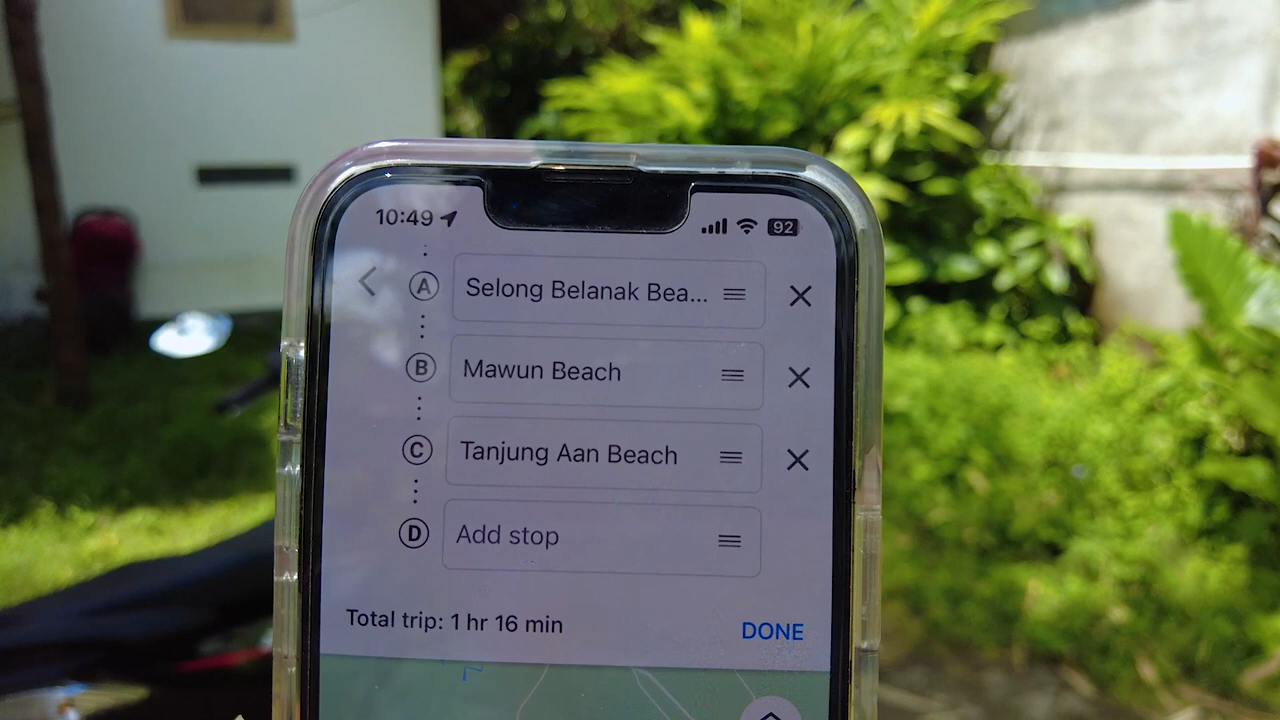 10:49
92
A Selong Belanak Bea...
B Mawun Beach
C Tanjung Aan Beach
D Add stop
Total trip: 1 hr 16 min
DONE